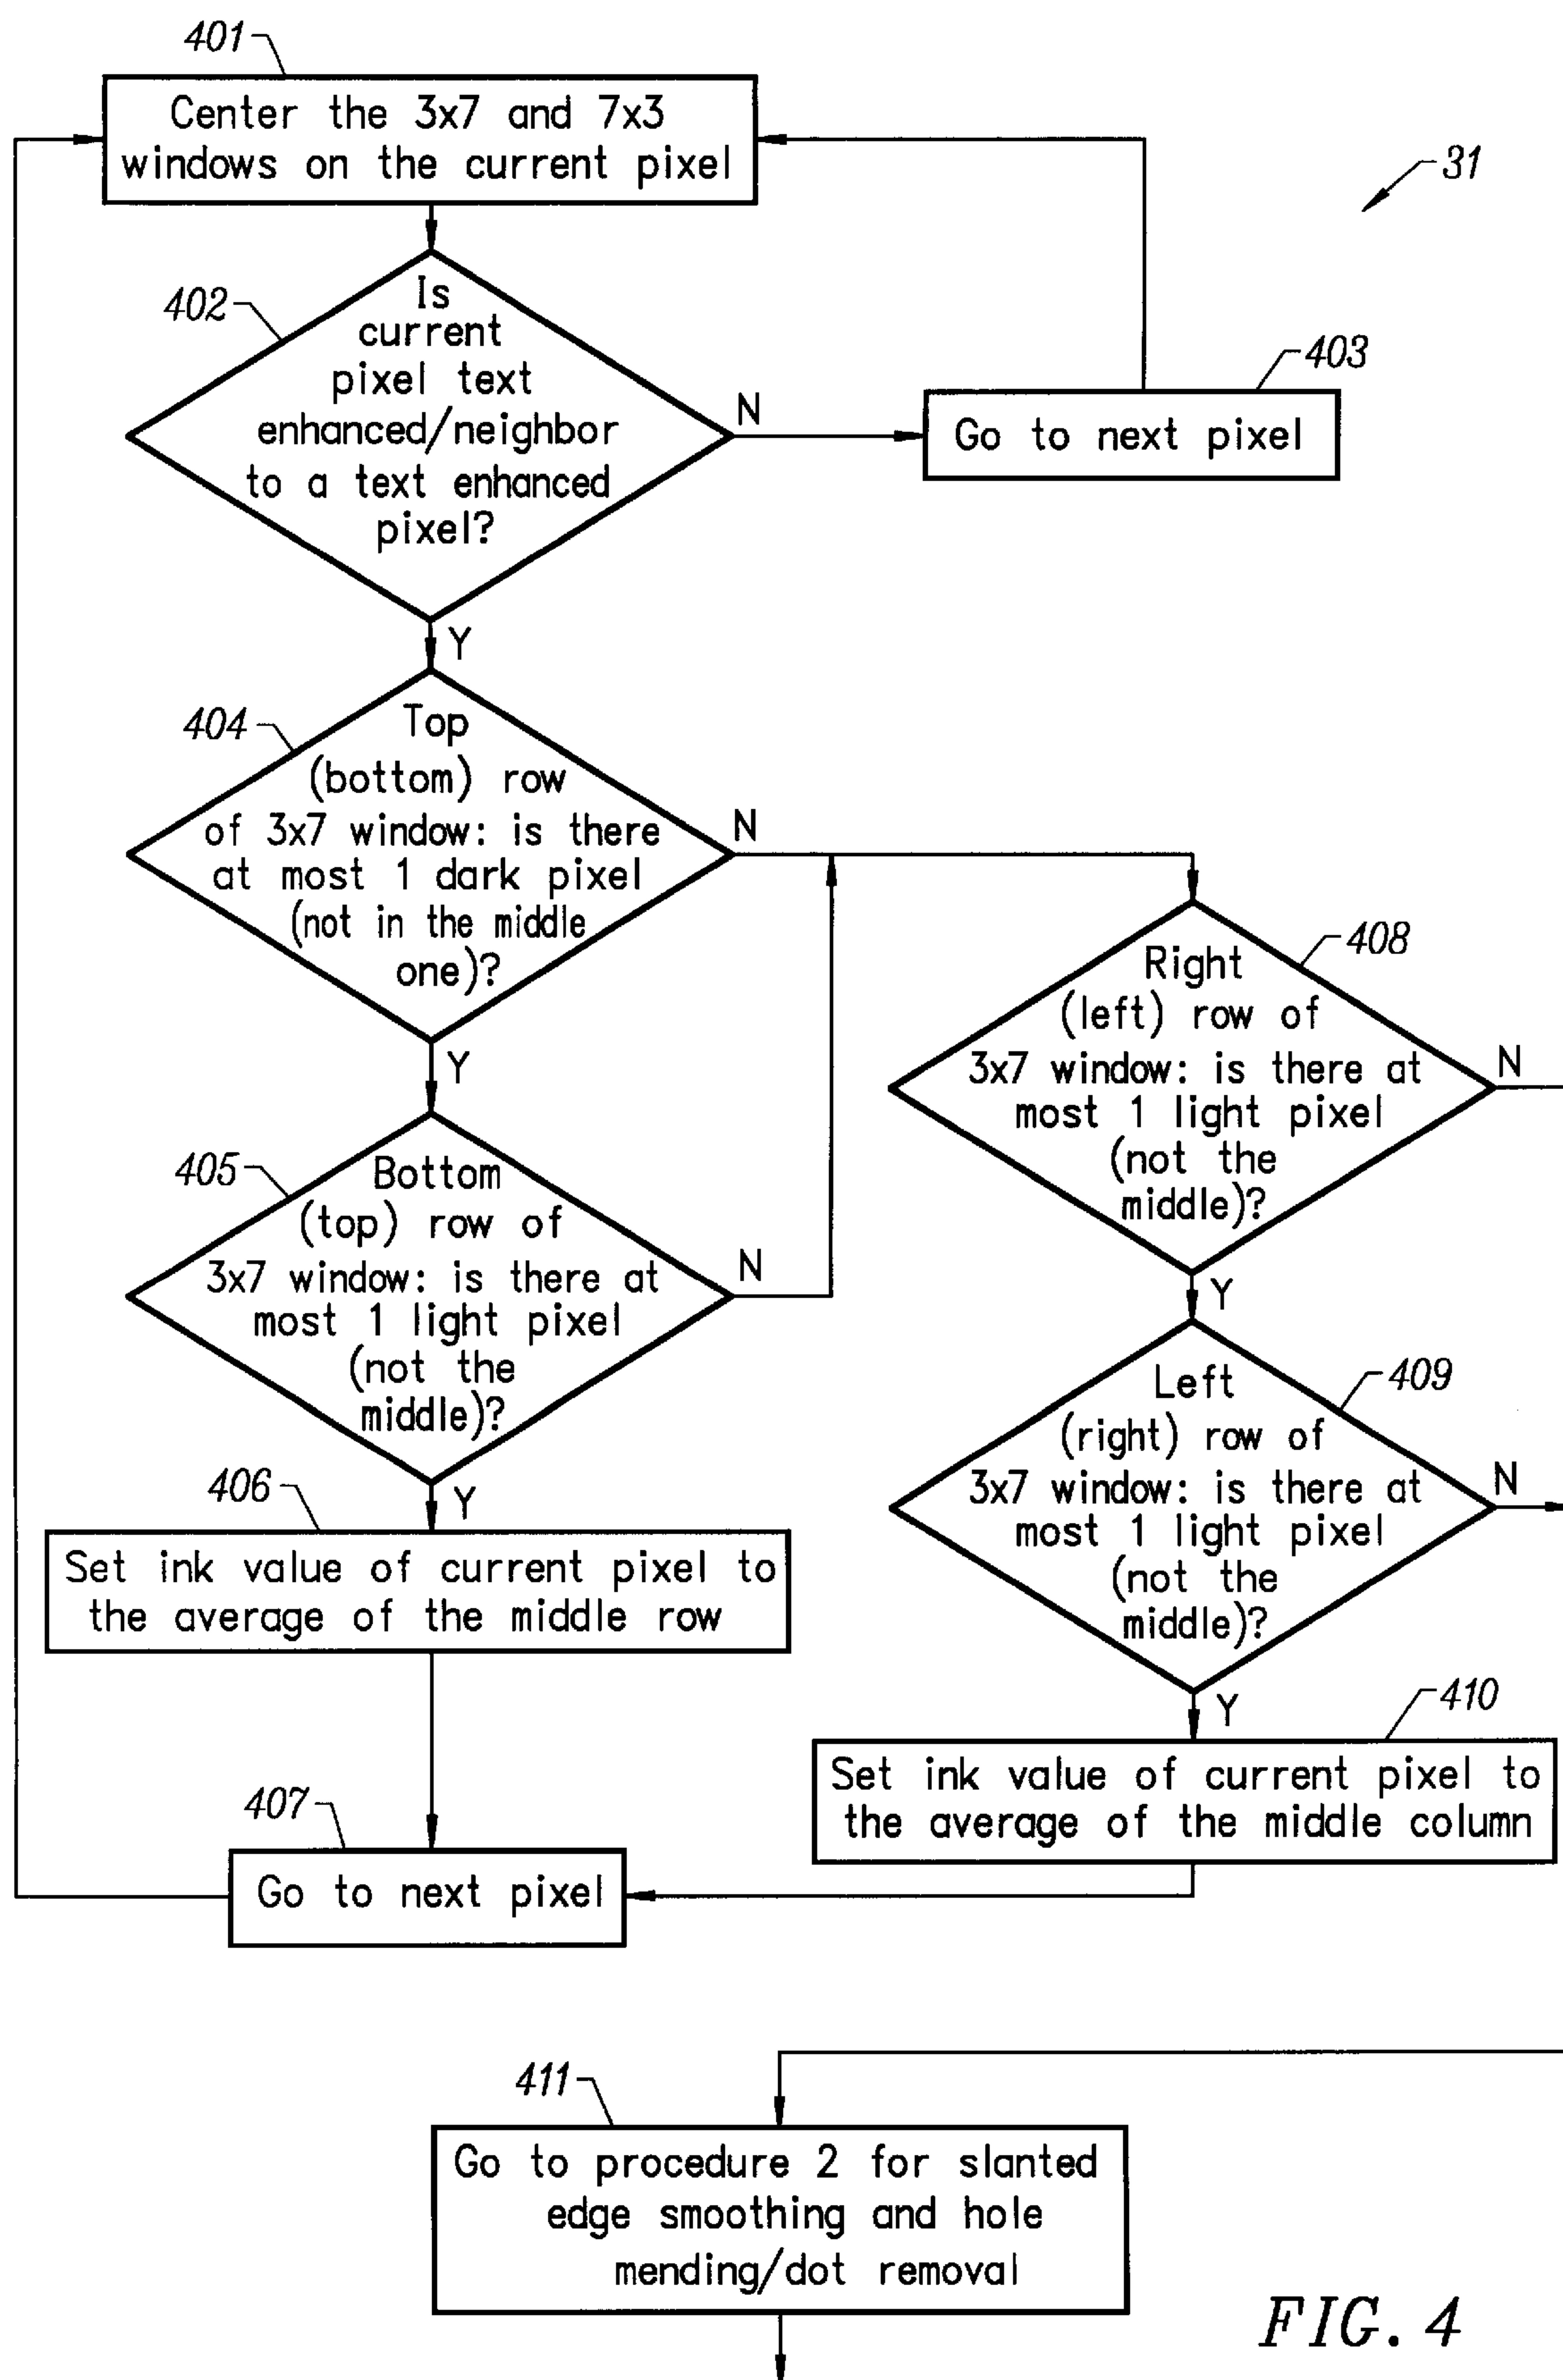 401
Center the 3x7 and 7x3
windows on the current pixel
31
402
Is
current
pixel text
enhanced/neighbor
to a text enhanced
pixel?
N
403
Go to next pixel
Y
404
Top
(bottom) row
of 3x7 window: is there
at most 1 dark pixel
(not in the middle
one)?
N
Y
405
Bottom
(top) row of
3x7 window: is there at
most 1 light pixel
(not the
middle)?
N
Y
406
Set ink value of current pixel to
the average of the middle row
407
Go to next pixel
408
Right
(left) row of
3x7 window: is there at
most 1 light pixel
(not the
middle)?
N
Y
409
Left
(right) row of
3x7 window: is there at
most 1 light pixel
(not the
middle)?
N
Y
410
Set ink value of current pixel to
the average of the middle column
411
Go to procedure 2 for slanted
edge smoothing and hole
mending/dot removal
FIG. 4